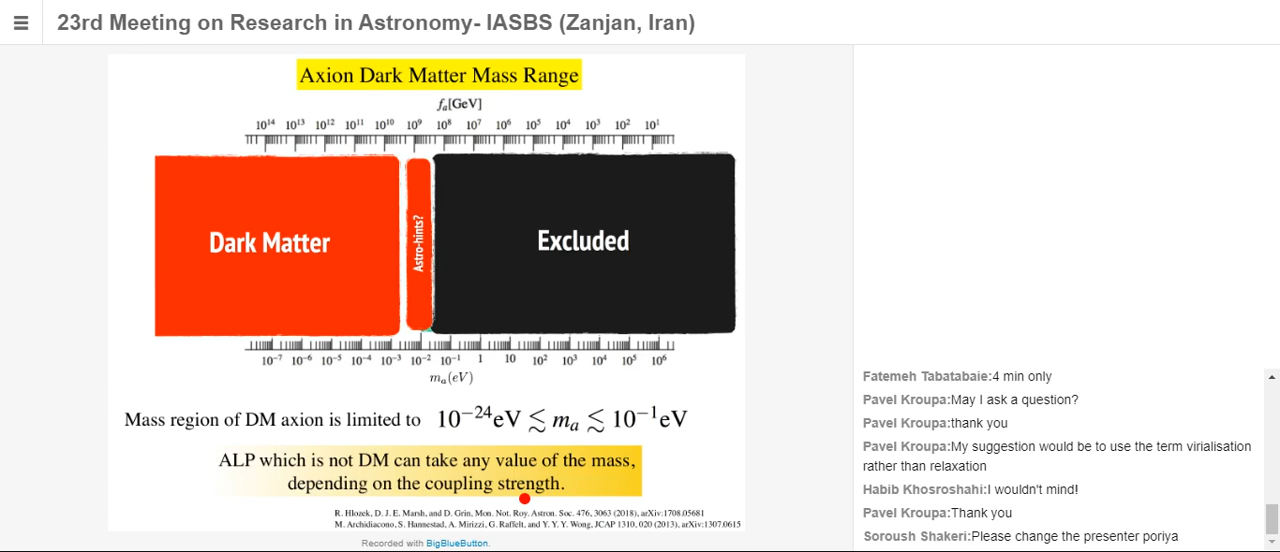 ☰ 23rd Meeting on Research in Astronomy- IASBS (Zanjan, Iran)
Axion Dark Matter Mass Range
fₐ[GeV]
10¹⁴ 10¹³ 10¹² 10¹¹ 10¹⁰ 10⁹ 10⁸ 10⁷ 10⁶ 10⁵ 10⁴ 10³ 10² 10¹
Dark Matter
Astro-hints?
Excluded
10⁻⁷ 10⁻⁶ 10⁻⁵ 10⁻⁴ 10⁻³ 10⁻² 10⁻¹ 1 10 10² 10³ 10⁴ 10⁵ 10⁶
mₐ(eV)
Mass region of DM axion is limited to 10⁻²⁴eV ≲ mₐ ≲ 10⁻¹eV
ALP which is not DM can take any value of the mass,
depending on the coupling strength.
R. Hlozek, D. J. E. Marsh, and D. Grin, Mon. Not. Roy. Astron. Soc. 476, 3063 (2018), arXiv:1708.05681
M. Archidiacono, S. Hannestad, A. Mirizzi, G. Raffelt, and Y. Y. Y. Wong, JCAP 1310, 020 (2013), arXiv:1307.0615
Recorded with BigBlueButton.
Fatemeh Tabatabaie:4 min only
Pavel Kroupa:May I ask a question?
Pavel Kroupa:thank you
Pavel Kroupa:My suggestion would be to use the term virialisation
rather than relaxation
Habib Khosroshahi:I wouldn't mind!
Pavel Kroupa:Thank you
Soroush Shakeri:Please change the presenter poriya